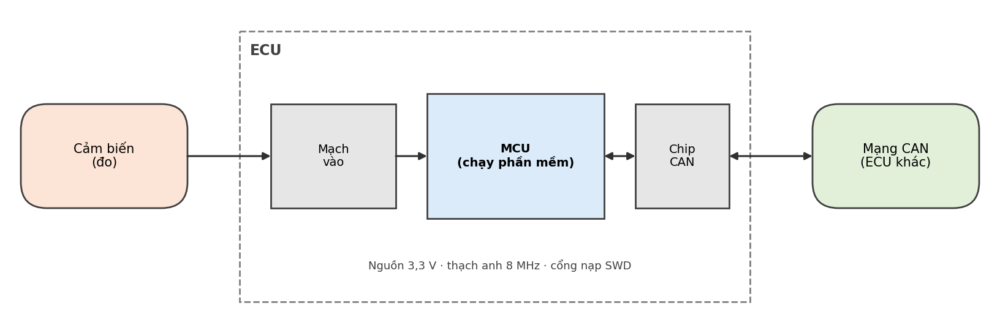 ECU
Cảm biến
(đo)
Mạch
vào
MCU
(chạy phần mềm)
Chip
CAN
Mạng CAN
(ECU khác)
Nguồn 3,3 V · thạch anh 8 MHz · cổng nạp SWD